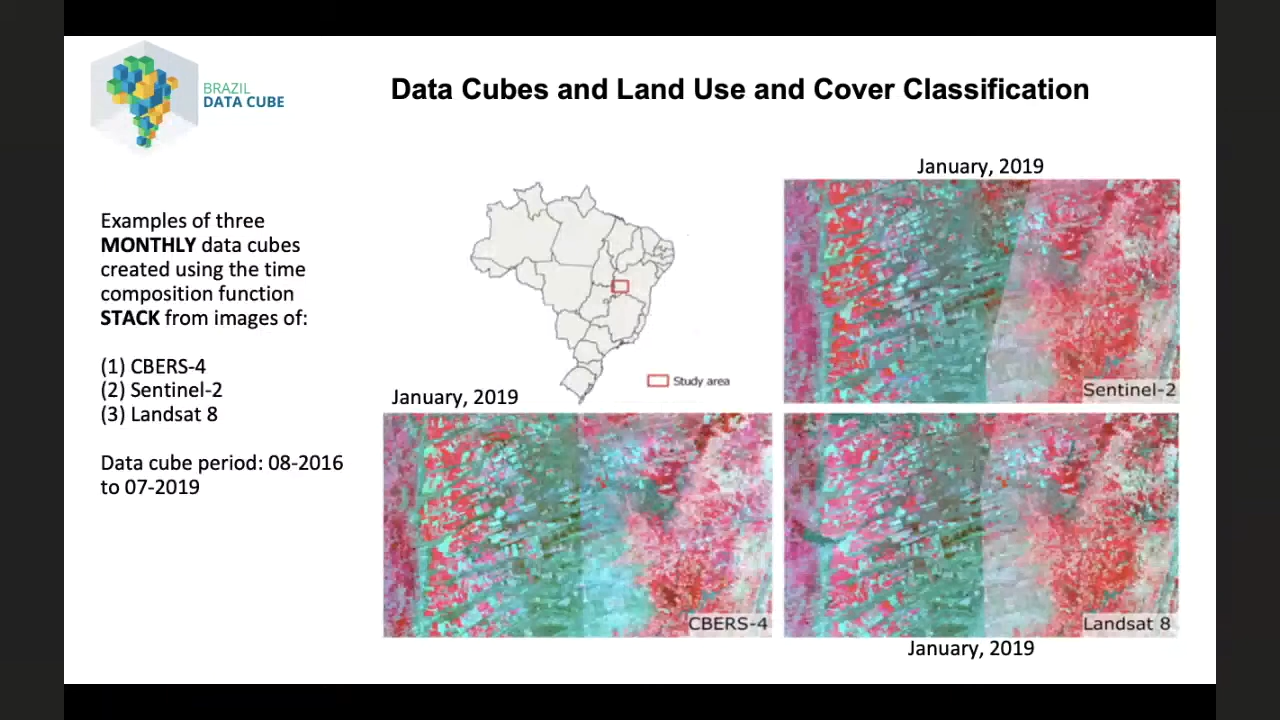 BRAZIL
DATA CUBE
Data Cubes and Land Use and Cover Classification
Examples of three
MONTHLY data cubes
created using the time
composition function
STACK from images of:
(1) CBERS-4
(2) Sentinel-2
(3) Landsat 8
Data cube period: 08-2016
to 07-2019
Study area
January, 2019
Sentinel-2
January, 2019
CBERS-4
Landsat 8
January, 2019